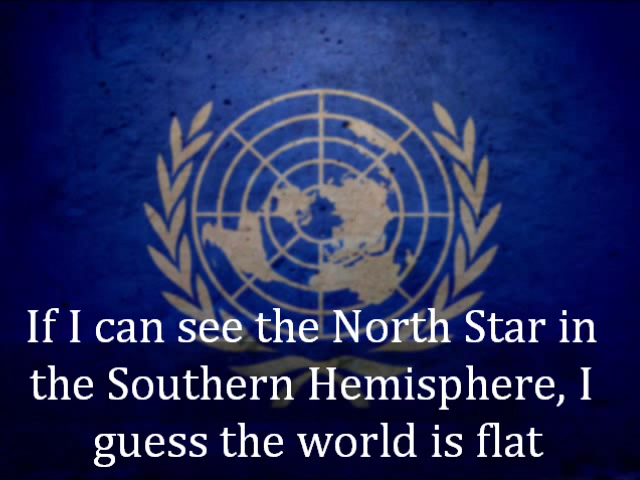 If I can see the North Star in
the Southern Hemisphere, I
guess the world is flat